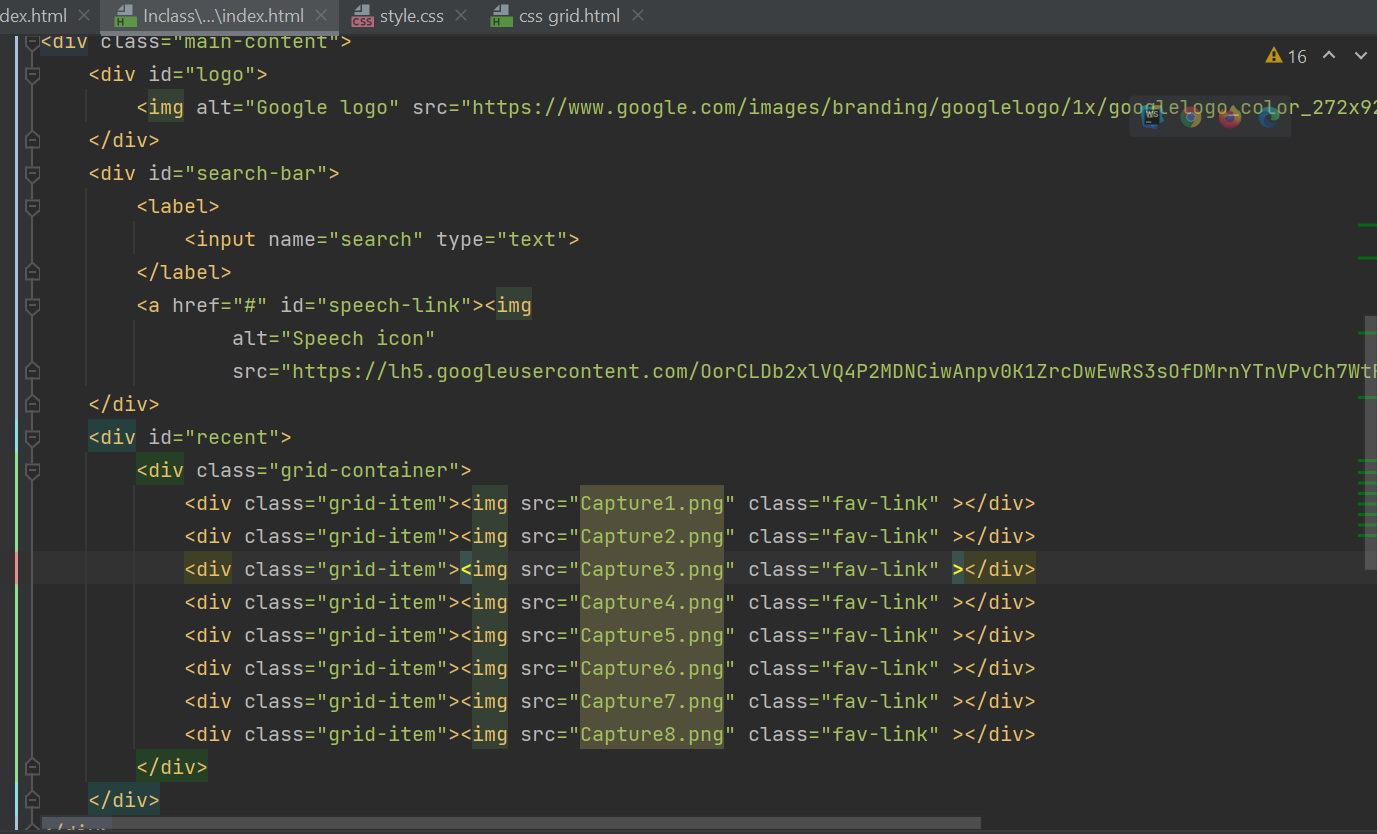 dex.html Inclass\...\index.html style.css css grid.html
<div class="main-content">
16
<div id="logo">
<img alt="Google logo" src="https://www.google.com/images/branding/googlelogo/1x/googlelogo_color_272x92
</div>
<div id="search-bar">
<label>
<input name="search" type="text">
</label>
<a href="#" id="speech-link"><img
alt="Speech icon"
src="https://lh5.googleusercontent.com/OorCLDb2xlVQ4P2MDNCiwAnpv0K1ZrcDwEwRS3sOfDMrnYTnVPvCh7Wt
</div>
<div id="recent">
<div class="grid-container">
<div class="grid-item"><img src="Capture1.png" class="fav-link" ></div>
<div class="grid-item"><img src="Capture2.png" class="fav-link" ></div>
<div class="grid-item"><img src="Capture3.png" class="fav-link" ></div>
<div class="grid-item"><img src="Capture4.png" class="fav-link" ></div>
<div class="grid-item"><img src="Capture5.png" class="fav-link" ></div>
<div class="grid-item"><img src="Capture6.png" class="fav-link" ></div>
<div class="grid-item"><img src="Capture7.png" class="fav-link" ></div>
<div class="grid-item"><img src="Capture8.png" class="fav-link" ></div>
</div>
</div>
</div>